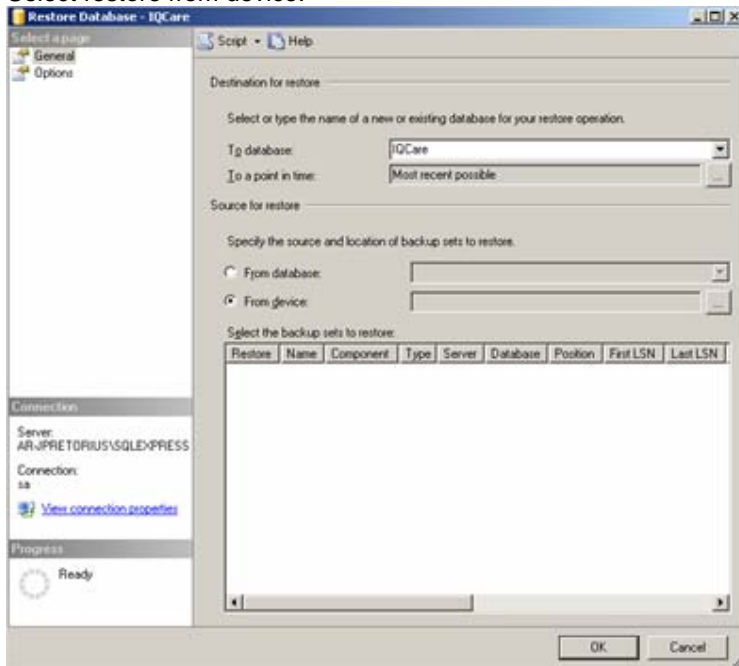 Select restore from device.
Restore Database - IQCare
Select a page
General
Options
Script
Help
Destination for restore
Select or type the name of a new or existing database for your restore operation.
To database:
IQCare
To a point in time:
Most recent possible
...
Source for restore
Specify the source and location of backup sets to restore.
From database:
From device:
...
Select the backup sets to restore:
Restore Name Component Type Server Database Position First LSN Last LSN
Connection
Server:
AR-JPRETORIUS\SQLEXPRESS
Connection:
sa
View connection properties
Progress
Ready
OK
Cancel